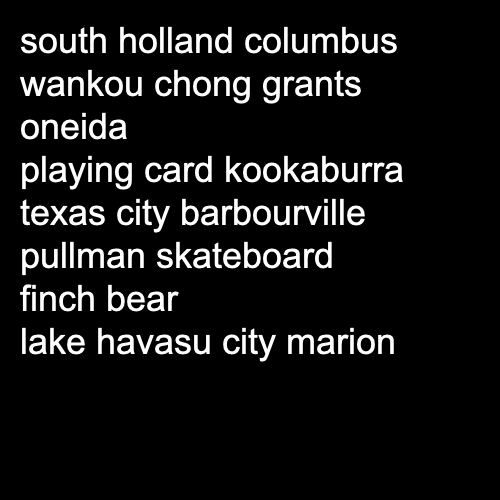 south holland columbus
wankou chong grants
oneida
playing card kookaburra
texas city barbourville
pullman skateboard
finch bear
lake havasu city marion